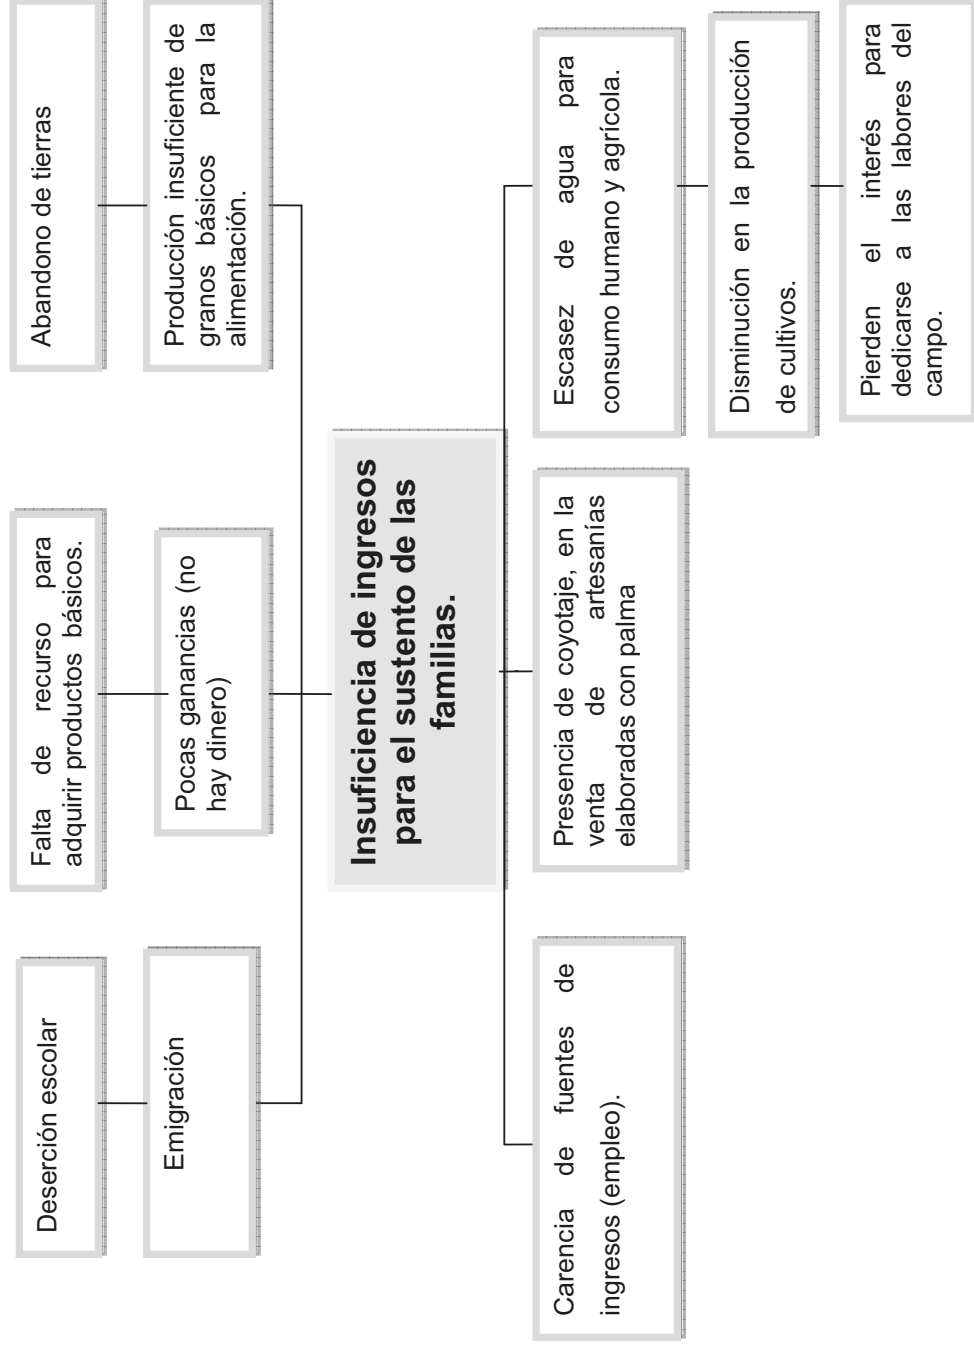 Deserción escolar
Falta de recurso para
adquirir productos básicos.
Abandono de tierras
Emigración
Pocas ganancias (no
hay dinero)
Producción insuficiente de
granos básicos para la
alimentación.
Insuficiencia de ingresos
para el sustento de las
familias.
Carencia de fuentes de
ingresos (empleo).
Presencia de coyotaje, en la
venta de artesanías
elaboradas con palma
Escasez de agua para
consumo humano y agrícola.
Disminución en la producción
de cultivos.
Pierden el interés para
dedicarse a las labores del
campo.